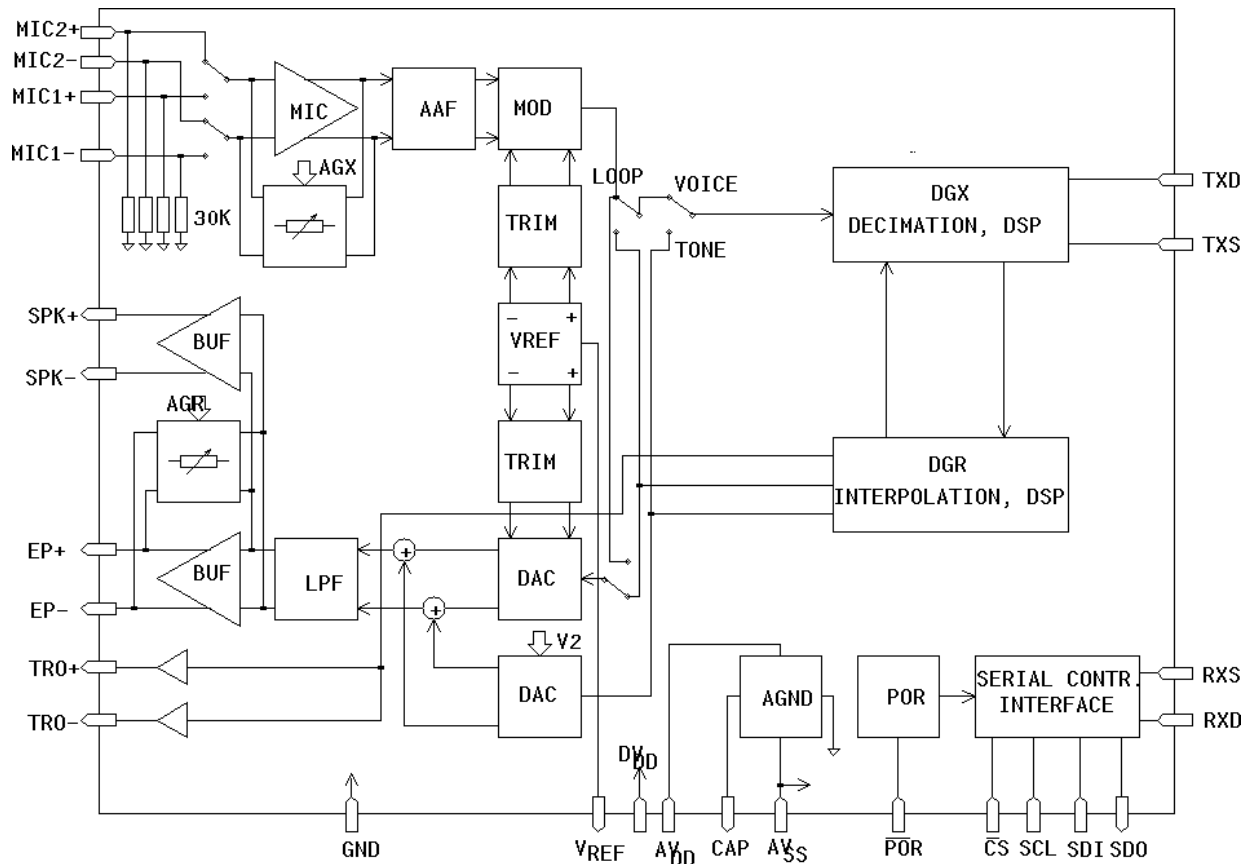 MIC2+
MIC2-
MIC1+
MIC1-
MIC
AAF
MOD
AGX
30K
TRIM
LOOP
VOICE
TONE
DGX
DECIMATION, DSP
TXD
TXS
SPK+
SPK-
BUF
- +
VREF
- +
AGR
TRIM
DGR
INTERPOLATION, DSP
EP+
EP-
BUF
LPF
+
+
DAC
V2
DAC
TRO+
TRO-
AGND
POR
SERIAL CONTR.
INTERFACE
RXS
RXD
DVDD
GND
VREF
AVDD
CAP
AVSS
P̅O̅R̅
C̅S̅
SCL
SDI
SDO